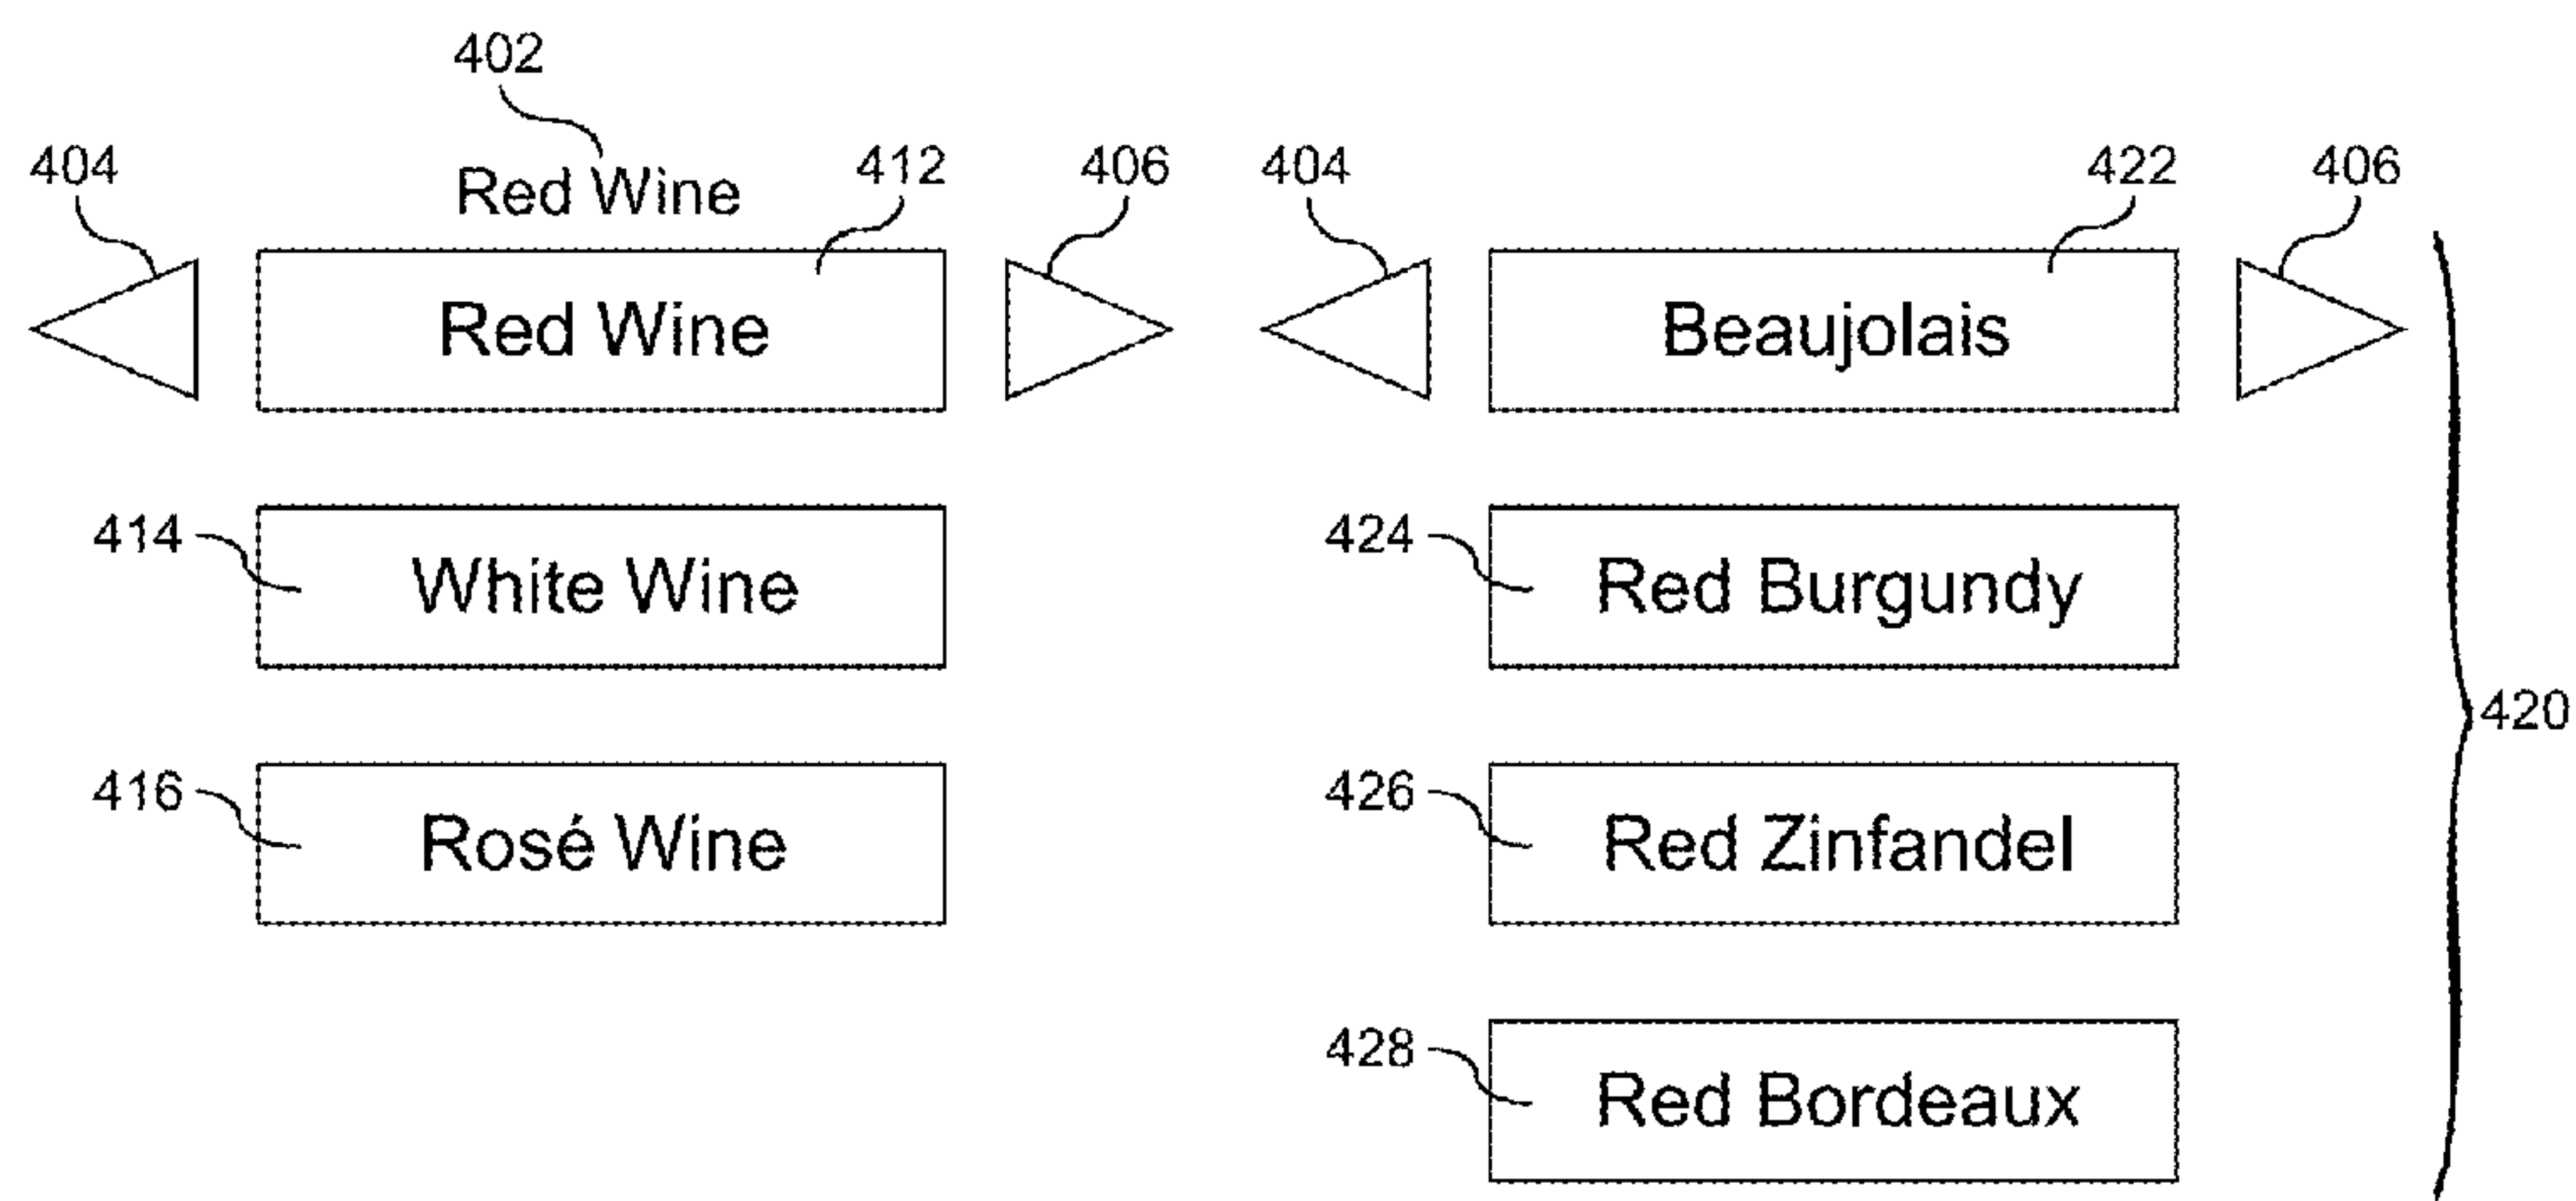 402
404 Red Wine 412 406 404 422 406
Red Wine Beaujolais
414 White Wine 424 Red Burgundy
420
416 Rosé Wine 426 Red Zinfandel
428 Red Bordeaux